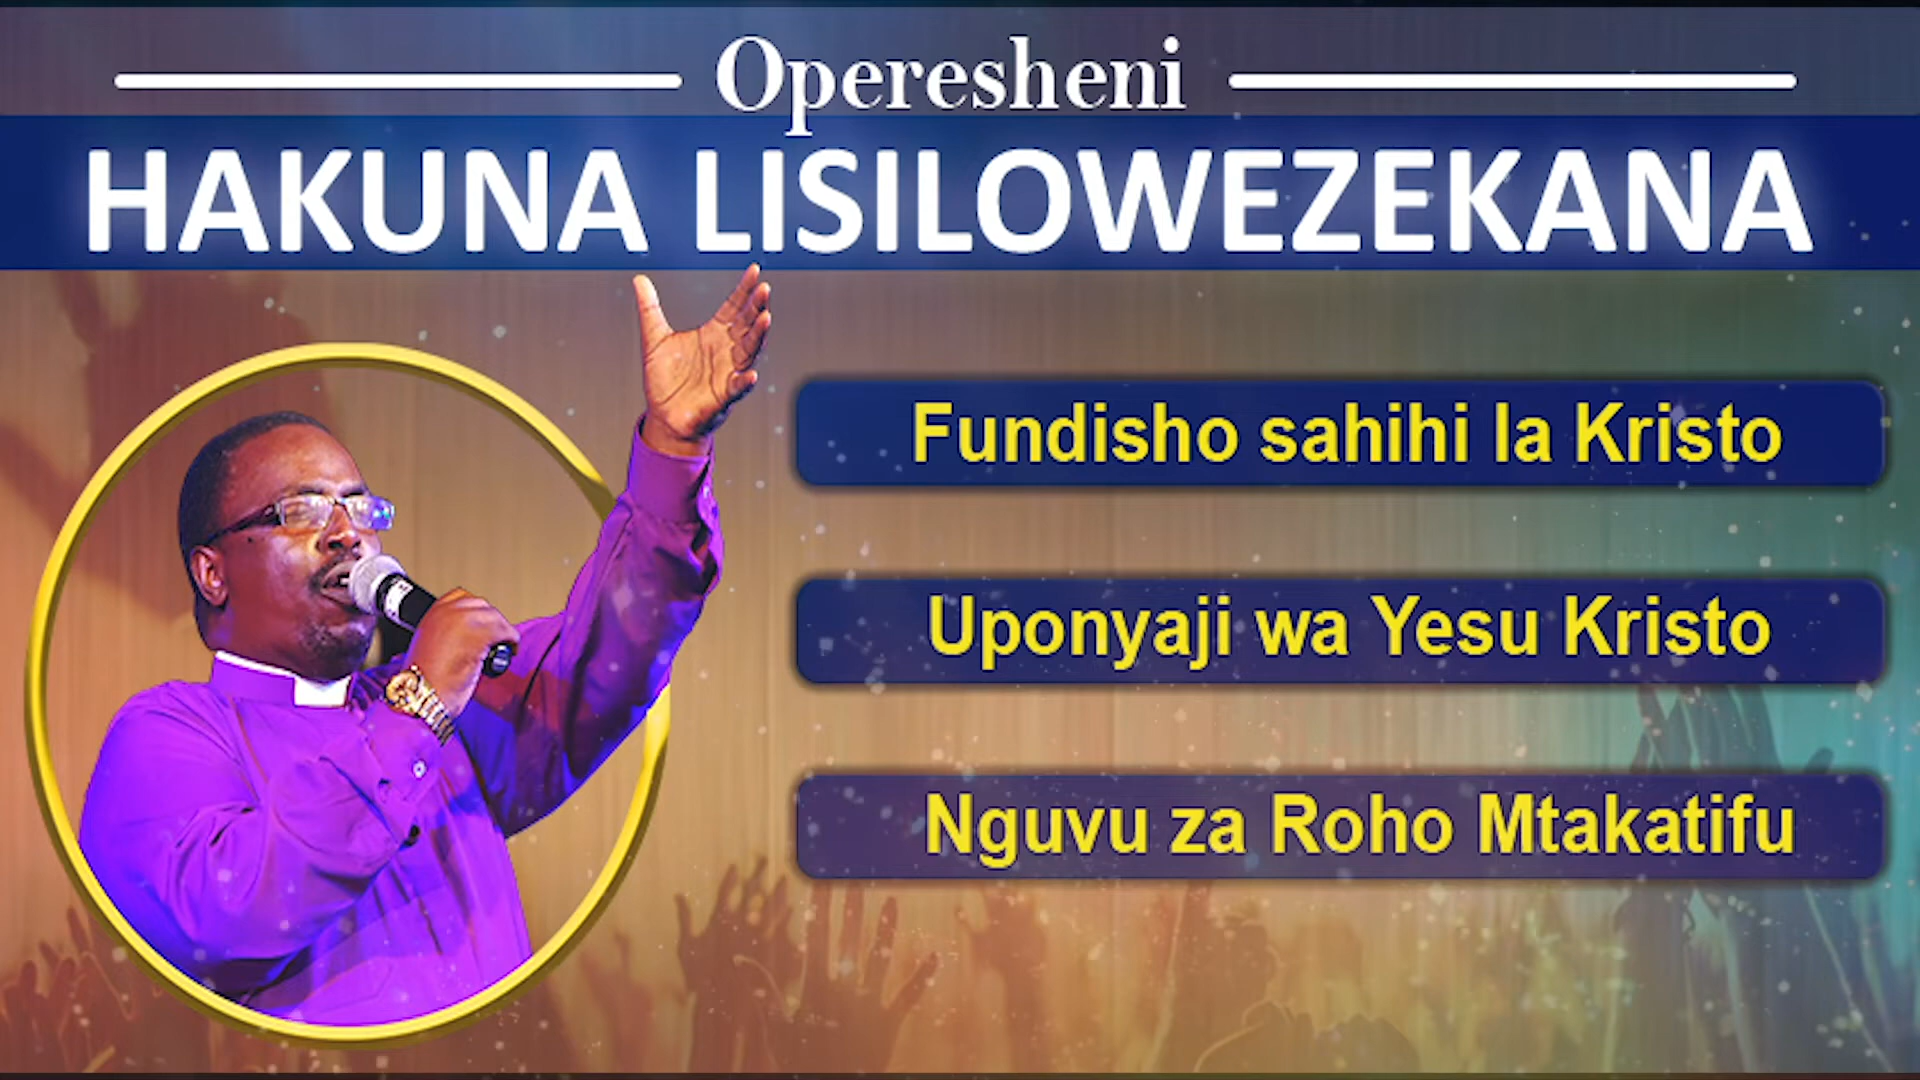 Operesheni
HAKUNA LISILOWEZEKANA
Fundisho sahihi la Kristo
Uponyaji wa Yesu Kristo
Nguvu za Roho Mtakatifu